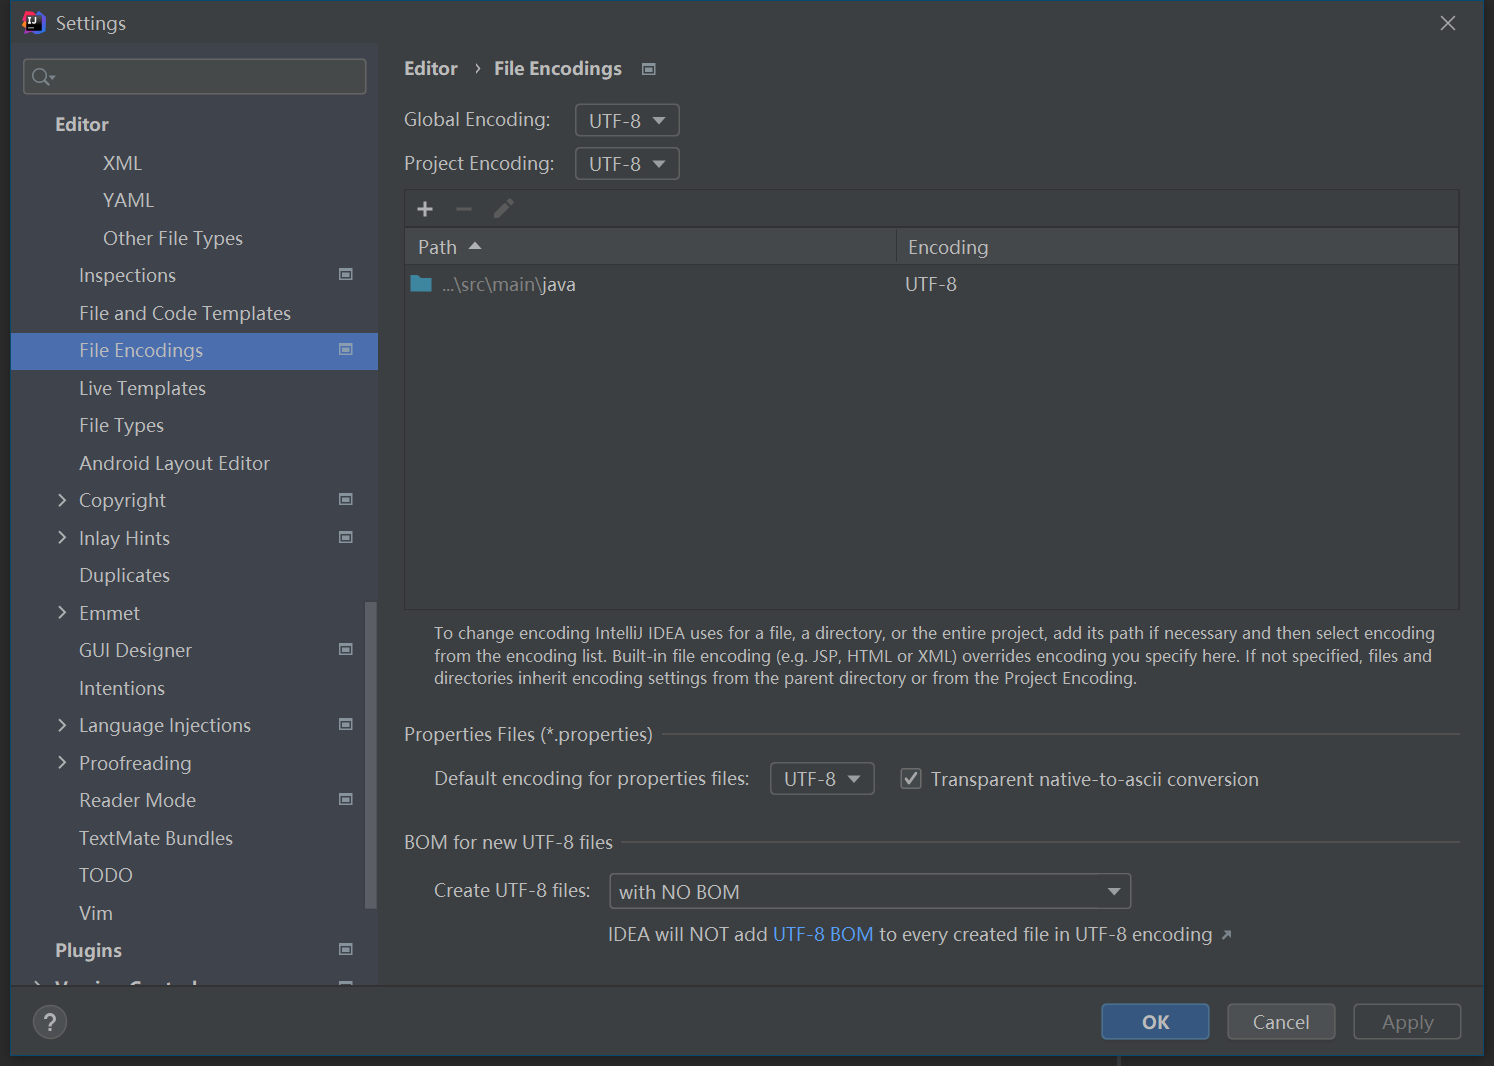 Settings
Editor
XML
YAML
Other File Types
Inspections
File and Code Templates
File Encodings
Live Templates
File Types
Android Layout Editor
Copyright
Inlay Hints
Duplicates
Emmet
GUI Designer
Intentions
Language Injections
Proofreading
Reader Mode
TextMate Bundles
TODO
Vim
Plugins
Version Control
Editor › File Encodings
Global Encoding: UTF-8
Project Encoding: UTF-8
Path Encoding
...\src\main\java UTF-8
To change encoding IntelliJ IDEA uses for a file, a directory, or the entire project, add its path if necessary and then select encoding
from the encoding list. Built-in file encoding (e.g. JSP, HTML or XML) overrides encoding you specify here. If not specified, files and
directories inherit encoding settings from the parent directory or from the Project Encoding.
Properties Files (*.properties)
Default encoding for properties files: UTF-8 Transparent native-to-ascii conversion
BOM for new UTF-8 files
Create UTF-8 files: with NO BOM
IDEA will NOT add UTF-8 BOM to every created file in UTF-8 encoding ↗
? OK Cancel Apply